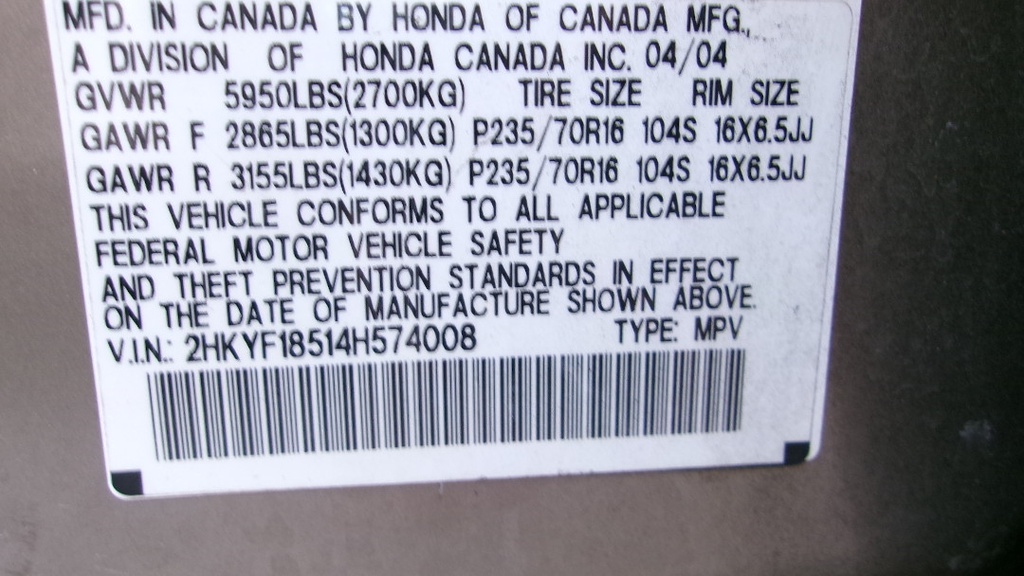 MFD. IN CANADA BY HONDA OF CANADA MFG.,
A DIVISION OF HONDA CANADA INC. 04/04
GVWR 5950LBS(2700KG) TIRE SIZE RIM SIZE
GAWR F 2865LBS(1300KG) P235/70R16 104S 16X6.5JJ
GAWR R 3155LBS(1430KG) P235/70R16 104S 16X6.5JJ
THIS VEHICLE CONFORMS TO ALL APPLICABLE
FEDERAL MOTOR VEHICLE SAFETY
AND THEFT PREVENTION STANDARDS IN EFFECT
ON THE DATE OF MANUFACTURE SHOWN ABOVE.
V.I.N.: 2HKYF18514H574008 TYPE: MPV